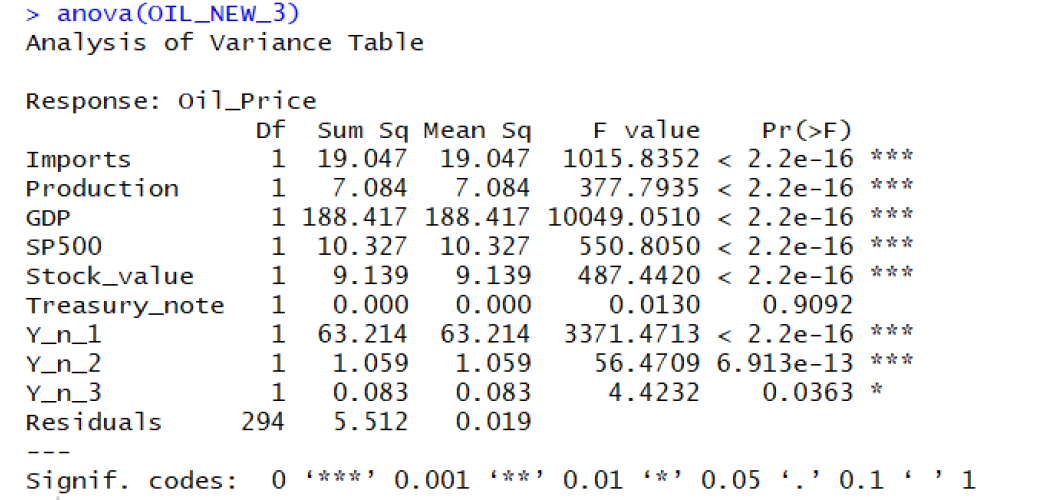 > anova(OIL_NEW_3)
Analysis of Variance Table
Response: Oil_Price
Df Sum Sq Mean Sq F value Pr(>F)
Imports 1 19.047 19.047 1015.8352 < 2.2e-16 ***
Production 1 7.084 7.084 377.7935 < 2.2e-16 ***
GDP 1 188.417 188.417 10049.0510 < 2.2e-16 ***
SP500 1 10.327 10.327 550.8050 < 2.2e-16 ***
Stock_value 1 9.139 9.139 487.4420 < 2.2e-16 ***
Treasury_note 1 0.000 0.000 0.0130 0.9092
Y_n_1 1 63.214 63.214 3371.4713 < 2.2e-16 ***
Y_n_2 1 1.059 1.059 56.4709 6.913e-13 ***
Y_n_3 1 0.083 0.083 4.4232 0.0363 *
Residuals 294 5.512 0.019
---
Signif. codes: 0 ‘***’ 0.001 ‘**’ 0.01 ‘*’ 0.05 ‘.’ 0.1 ‘ ’ 1